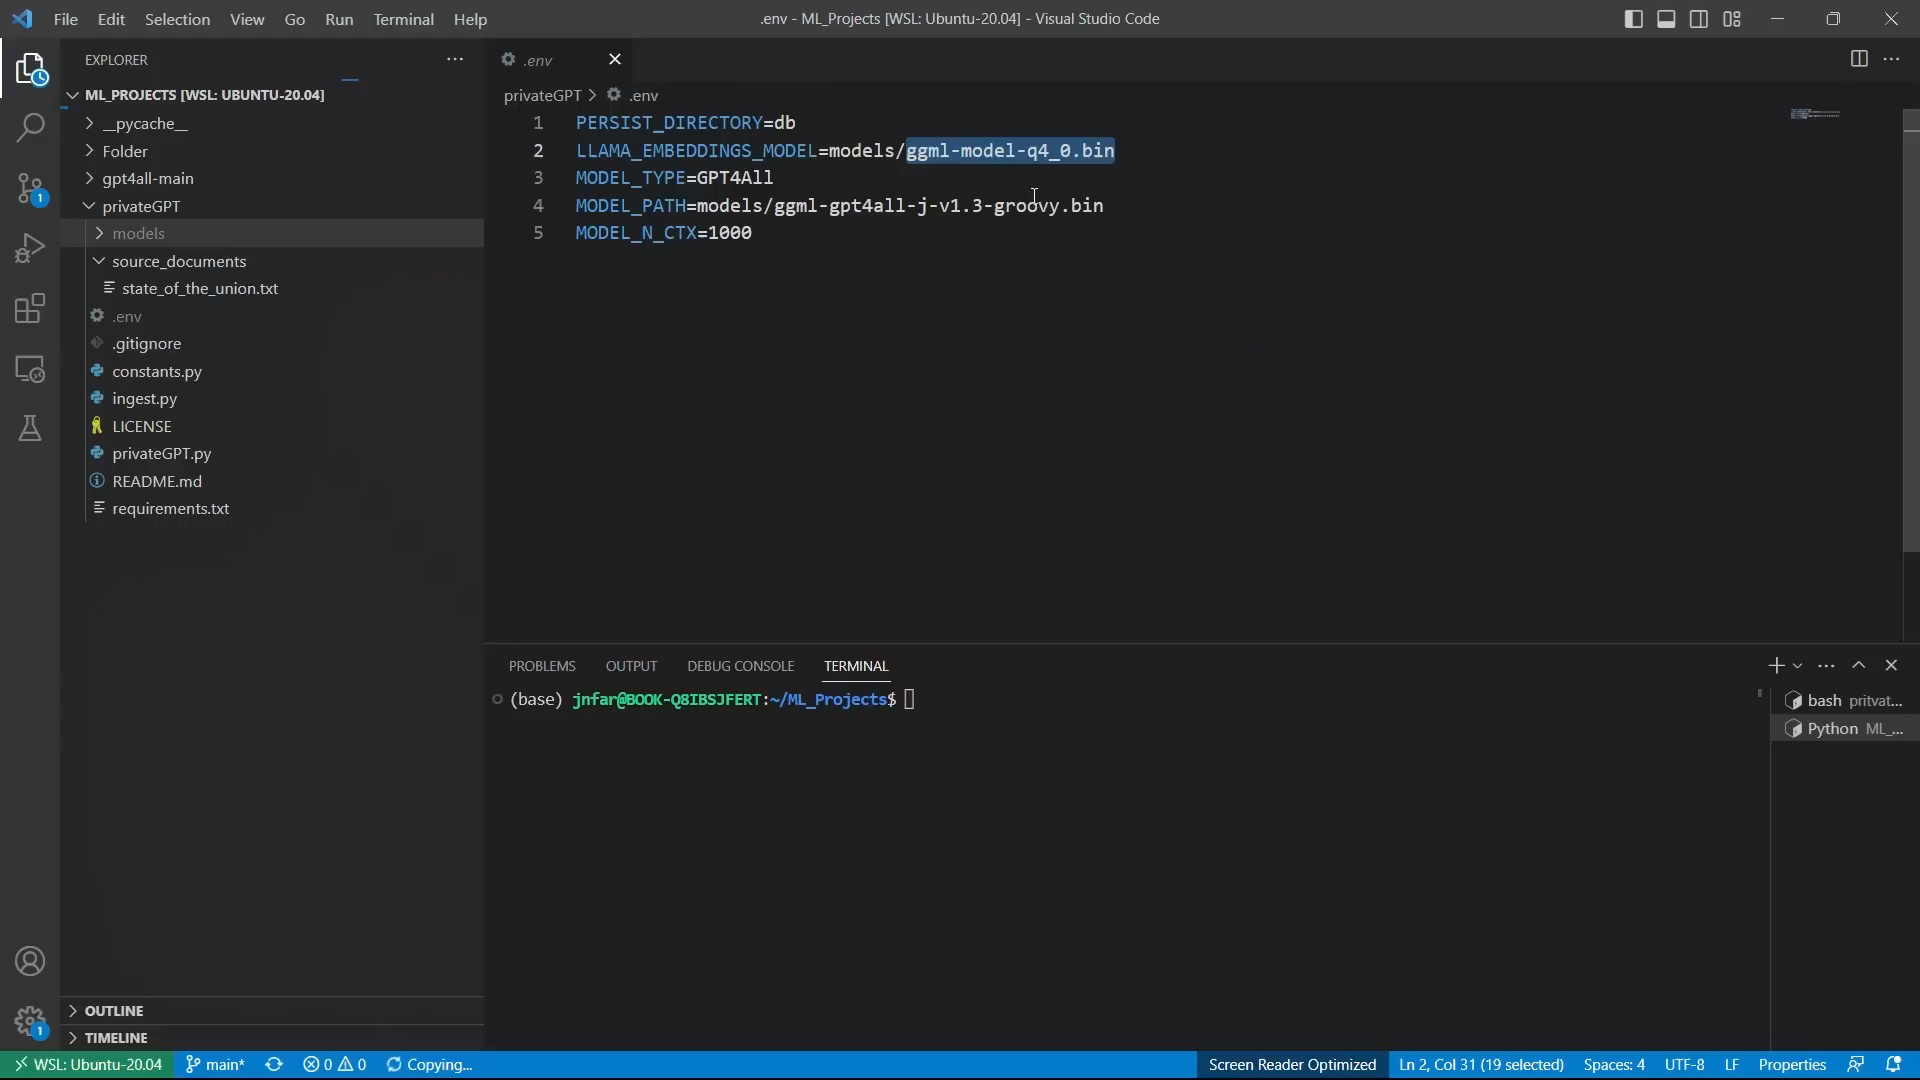 File Edit Selection View Go Run Terminal Help
.env - ML_Projects [WSL: Ubuntu-20.04] - Visual Studio Code
EXPLORER
ML_PROJECTS [WSL: UBUNTU-20.04]
__pycache__
Folder
gpt4all-main
privateGPT
models
source_documents
state_of_the_union.txt
.env
.gitignore
constants.py
ingest.py
LICENSE
privateGPT.py
README.md
requirements.txt
OUTLINE
TIMELINE
1
1
.env
privateGPT > .env
1 PERSIST_DIRECTORY=db
2 LLAMA_EMBEDDINGS_MODEL=models/ggml-model-q4_0.bin
3 MODEL_TYPE=GPT4All
4 MODEL_PATH=models/ggml-gpt4all-j-v1.3-groovy.bin
5 MODEL_N_CTX=1000
PROBLEMS OUTPUT DEBUG CONSOLE TERMINAL
(base) jnfar@BOOK-Q8IBSJFERT:~/ML_Projects$
bash pritvat...
Python ML_...
WSL: Ubuntu-20.04 main* 0 0 Copying... Screen Reader Optimized Ln 2, Col 31 (19 selected) Spaces: 4 UTF-8 LF Properties